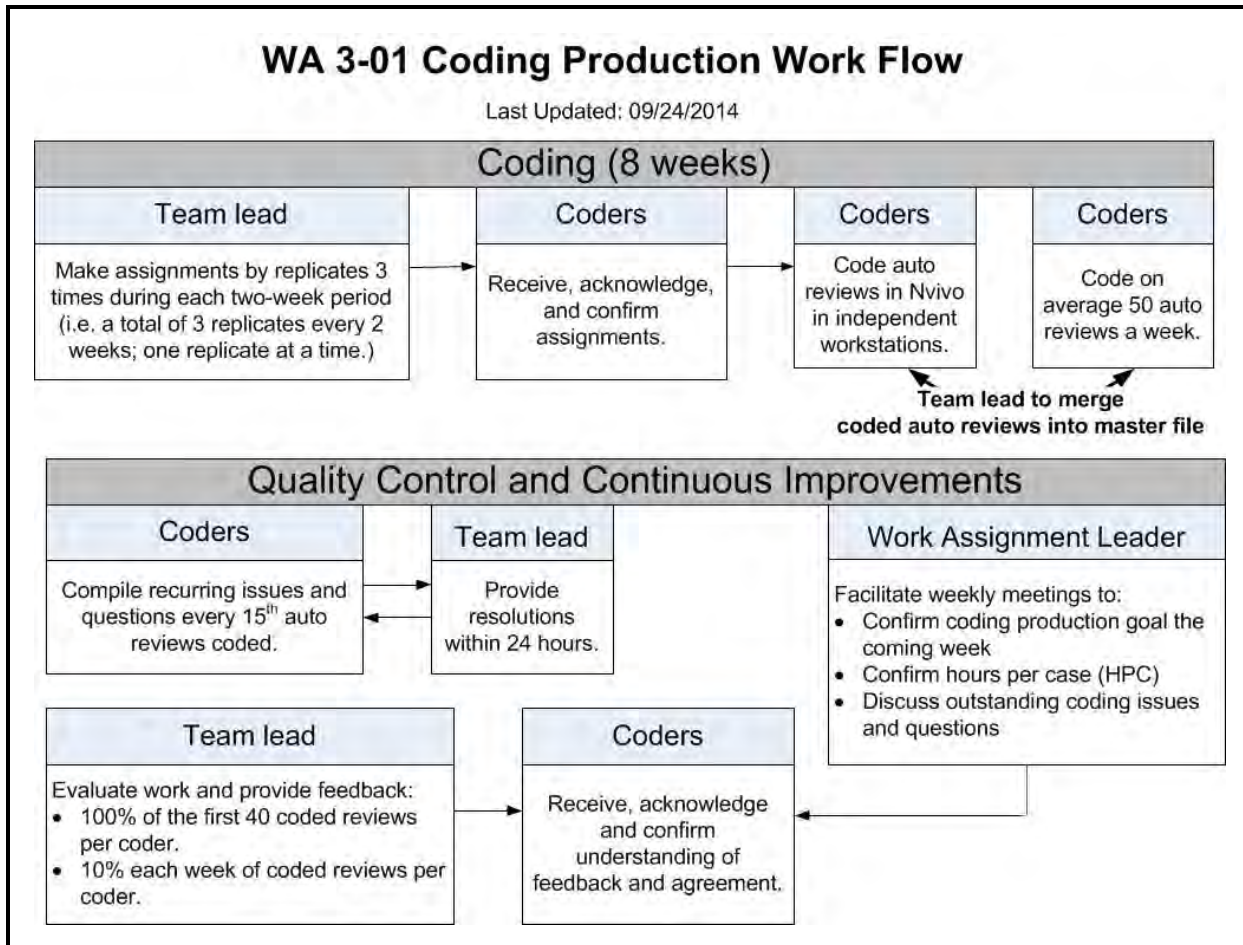 WA 3-01 Coding Production Work Flow
Last Updated: 09/24/2014
Coding (8 weeks)
Team lead
Make assignments by replicates 3
times during each two-week period
(i.e. a total of 3 replicates every 2
weeks; one replicate at a time.)
Coders
Receive, acknowledge,
and confirm
assignments.
Coders
Code auto
reviews in Nvivo
in independent
workstations.
Coders
Code on
average 50 auto
reviews a week.
Team lead to merge
coded auto reviews into master file
Quality Control and Continuous Improvements
Coders
Compile recurring issues and
questions every 15th auto
reviews coded.
Team lead
Provide
resolutions
within 24 hours.
Work Assignment Leader
Facilitate weekly meetings to:
• Confirm coding production goal the
coming week
• Confirm hours per case (HPC)
• Discuss outstanding coding issues
and questions
Team lead
Evaluate work and provide feedback:
• 100% of the first 40 coded reviews
per coder.
• 10% each week of coded reviews per
coder.
Coders
Receive, acknowledge
and confirm
understanding of
feedback and agreement.